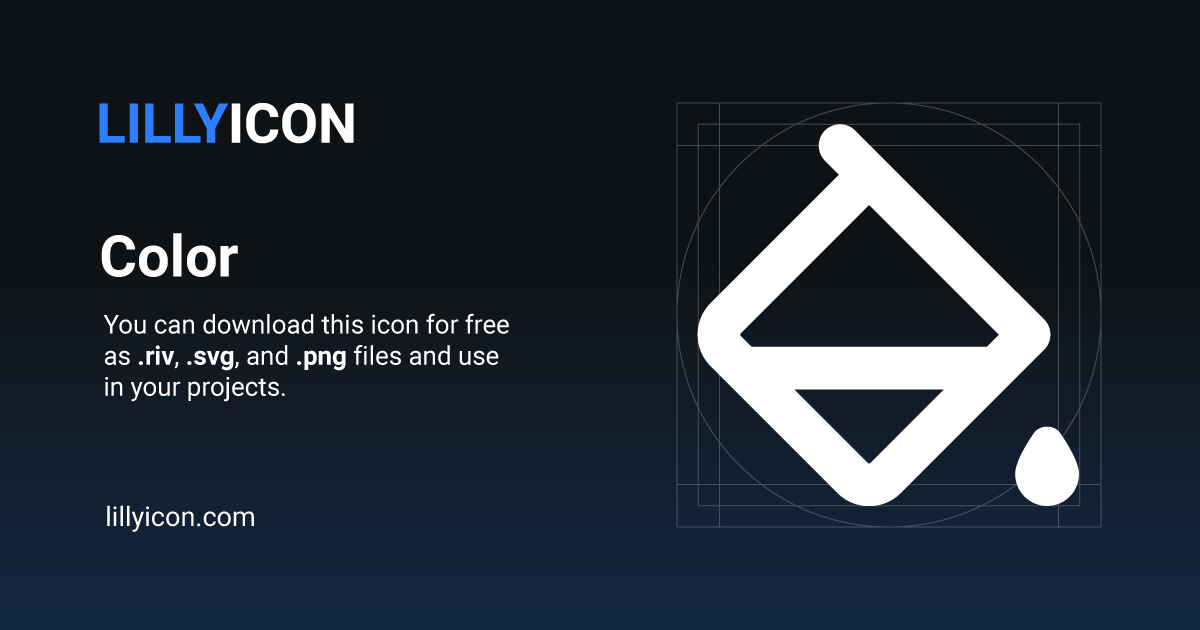 LILLYICON
Color
You can download this icon for free
as .riv, .svg, and .png files and use
in your projects.
lillyicon.com